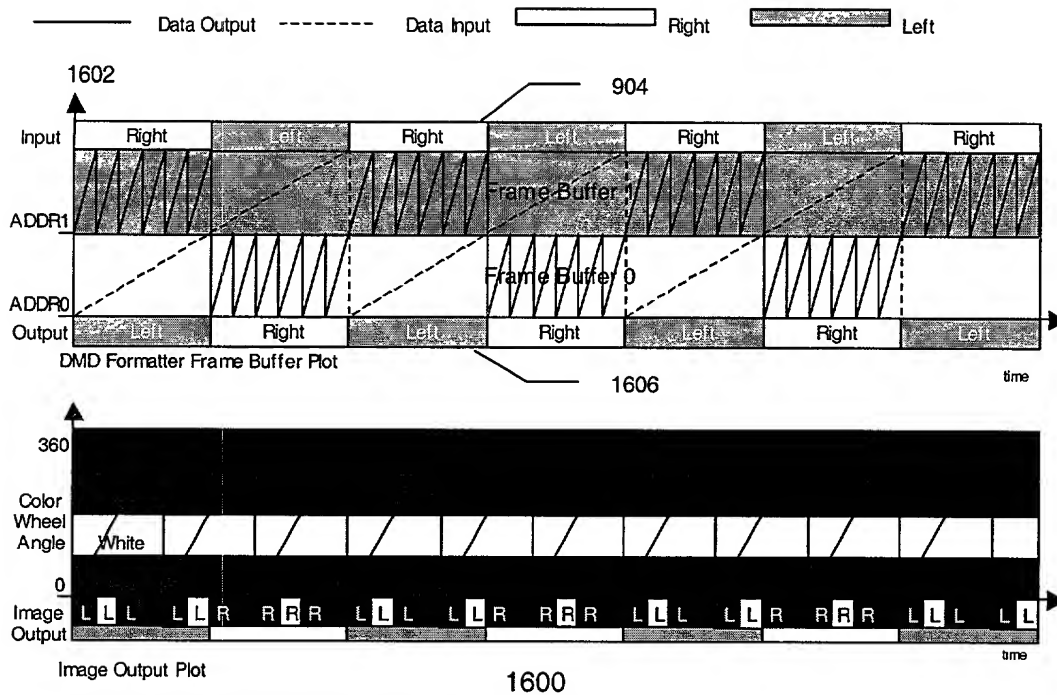 Data Output Data Input Right Left
1602
904
Input Right Left Right Left Right Left Right
Frame Buffer 1
ADDR1
Frame Buffer 0
ADDR0
Output Left Right Left Right Left Right Left
DMD Formatter Frame Buffer Plot
time
1606
360
Color
Wheel
Angle
White
0
Image
Output
L L L L L R R R R L L L L L R R R R L L L L L R R R R L L L L
time
Image Output Plot
1600